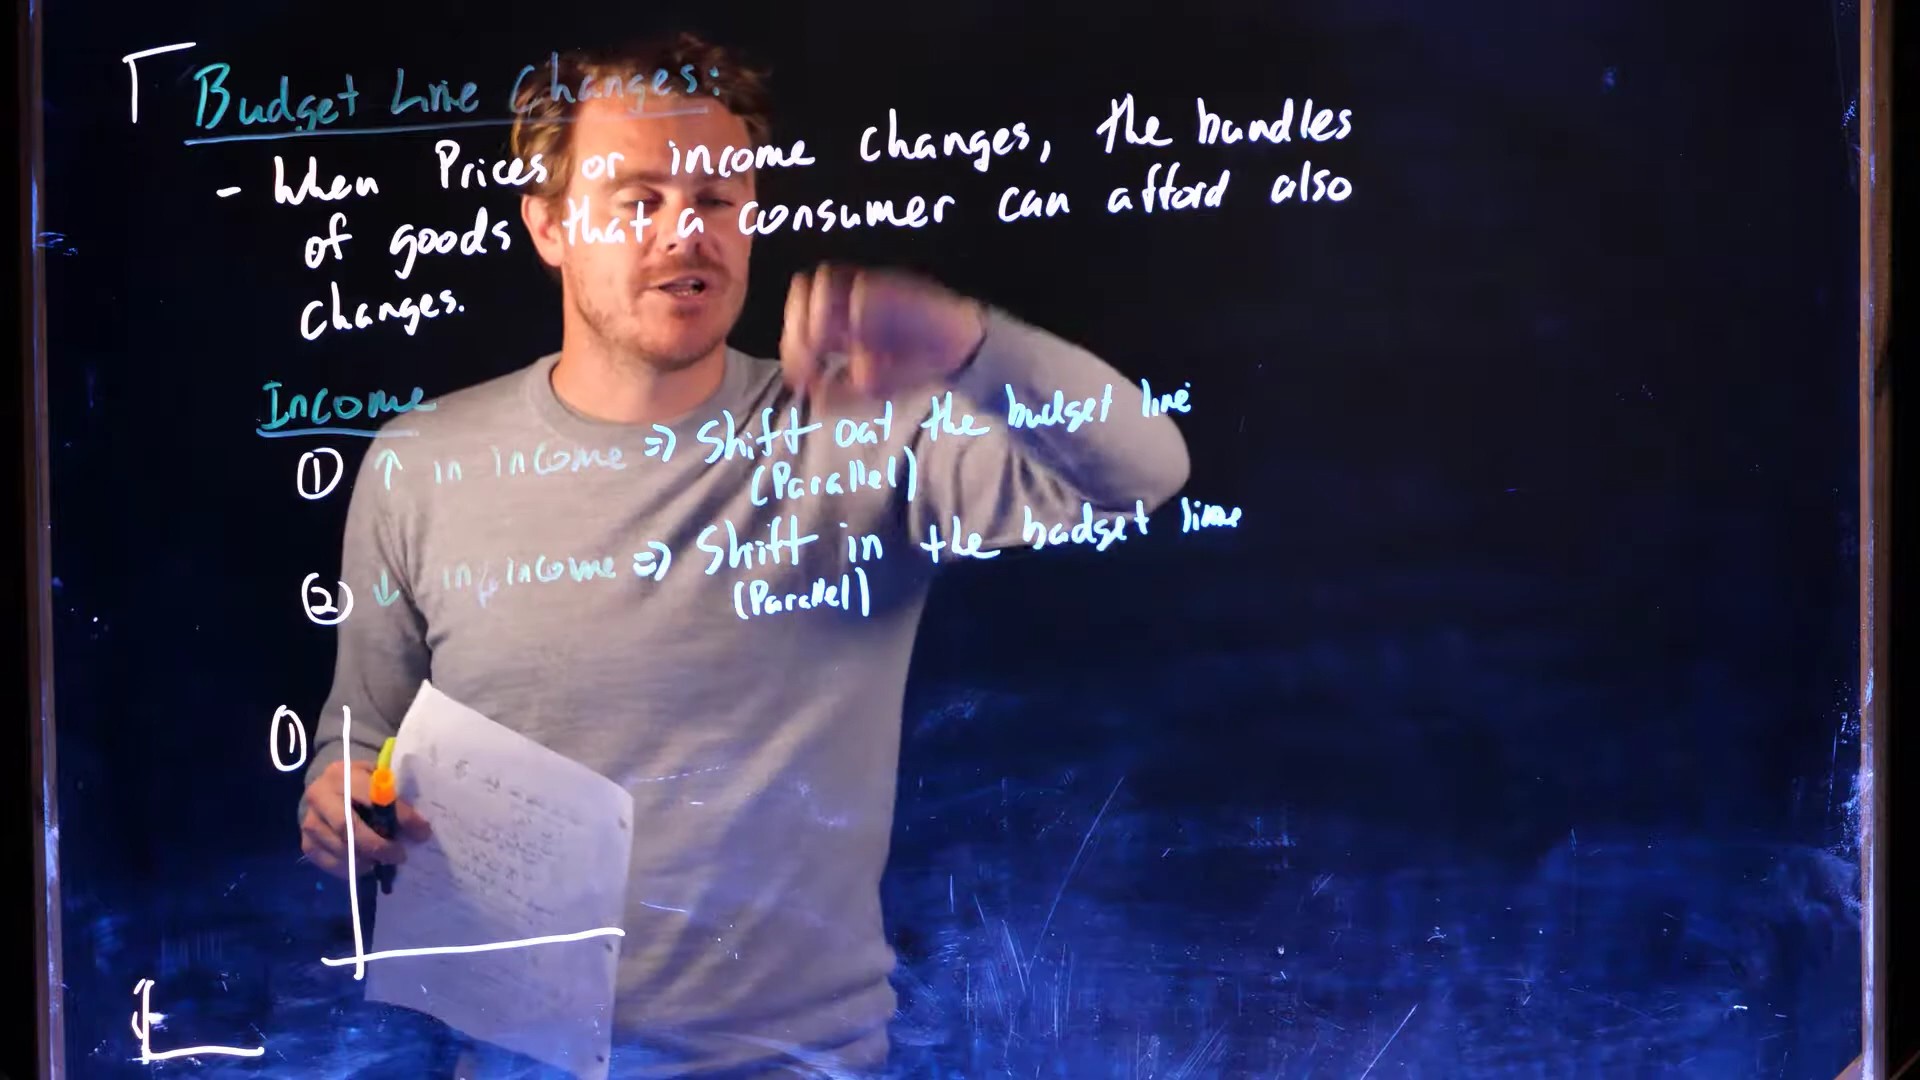 Budget Line Changes:
- When Prices or income changes, the bundles
of goods that a consumer can afford also
changes.
Income
① ↑ in income ⇒ Shift out the budget line
(Parallel)
② ↓ in income ⇒ Shift in the budget line
(Parallel)
①